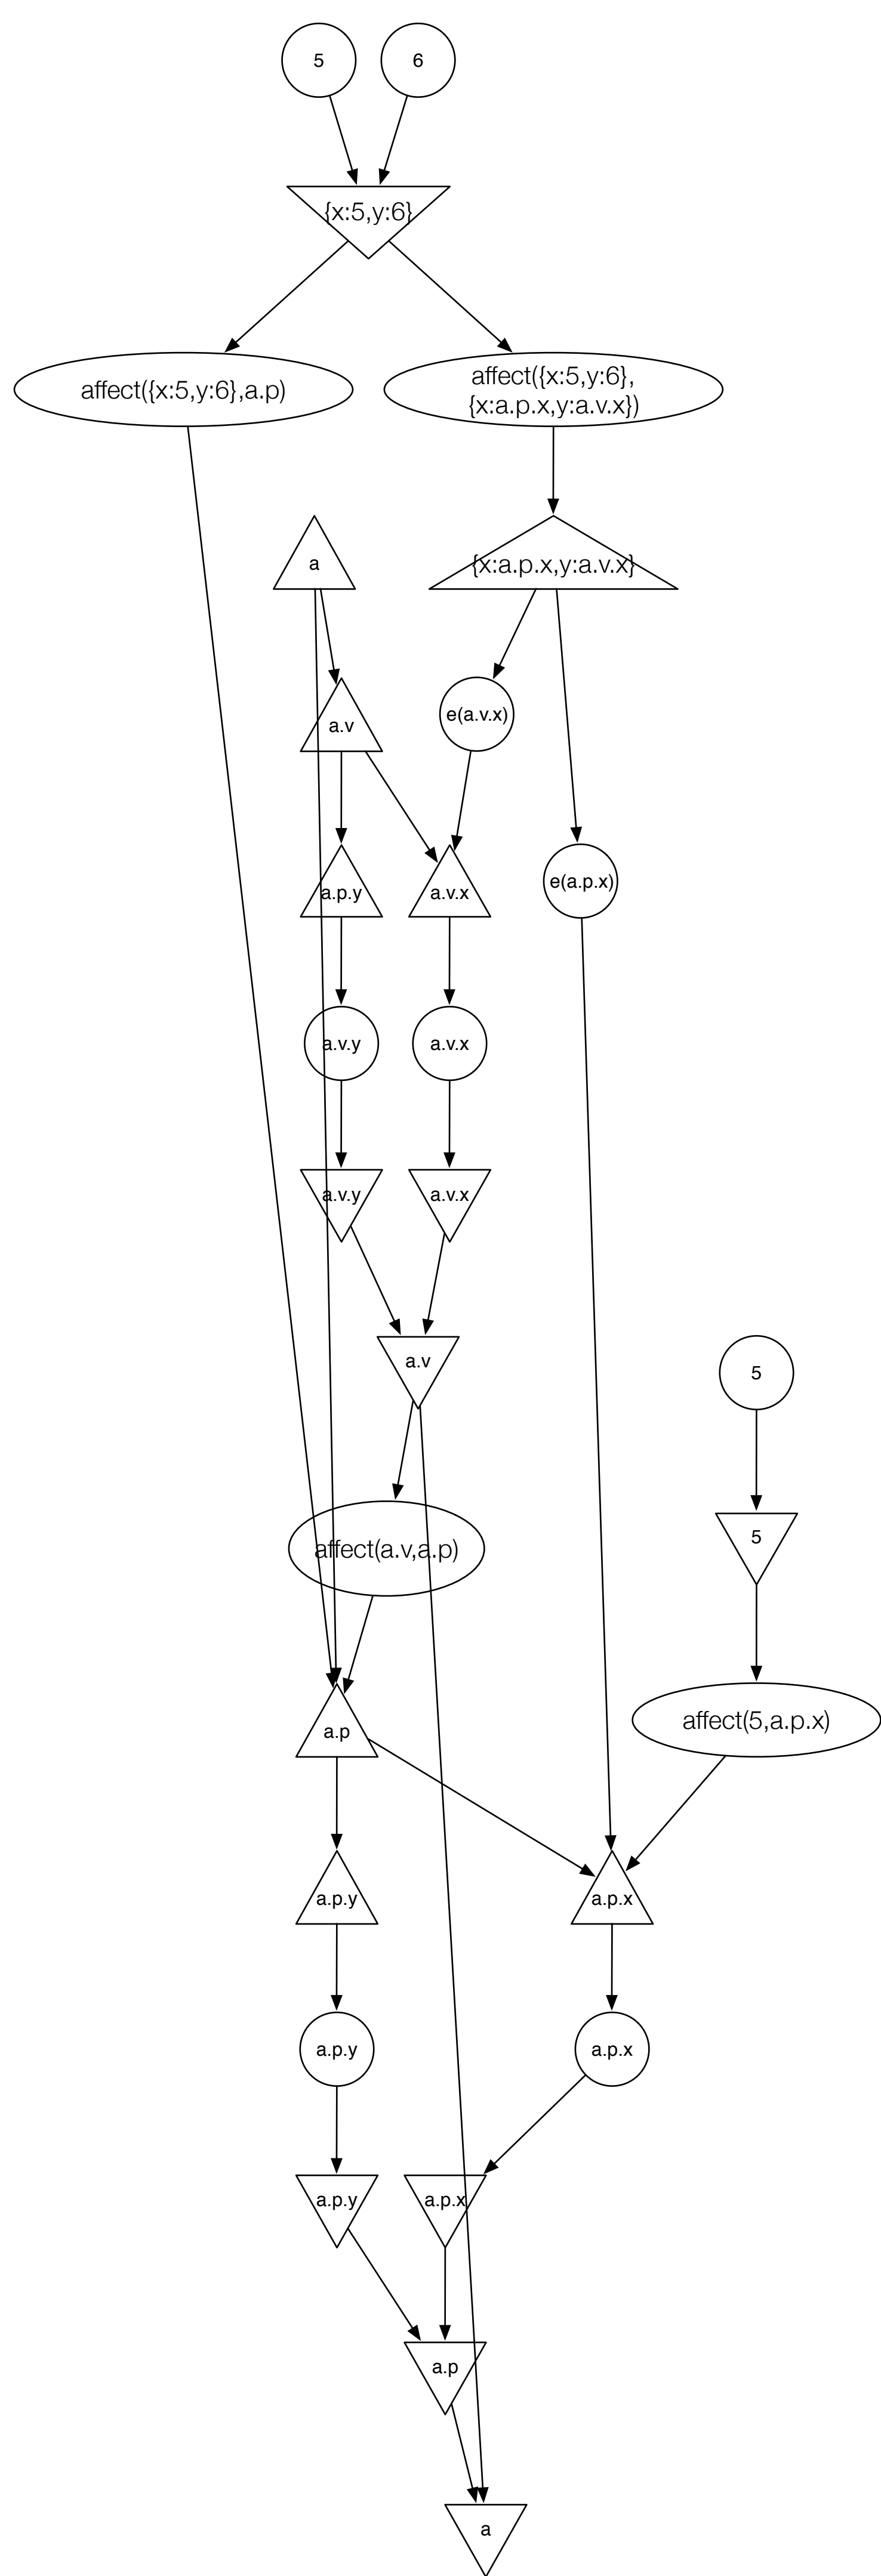 5
6
{x:5,y:6}
affect({x:5,y:6},a.p)
affect({x:5,y:6},
{x:a.p.x,y:a.v.x})
a
{x:a.p.x,y:a.v.x}
a.v
e(a.v.x)
a.p.y
a.v.x
e(a.p.x)
a.v.y
a.v.x
a.v.y
a.v.x
a.v
5
5
affect(a.v,a.p)
affect(5,a.p.x)
a.p
a.p.y
a.p.x
a.p.y
a.p.x
a.p.y
a.p.x
a.p
a